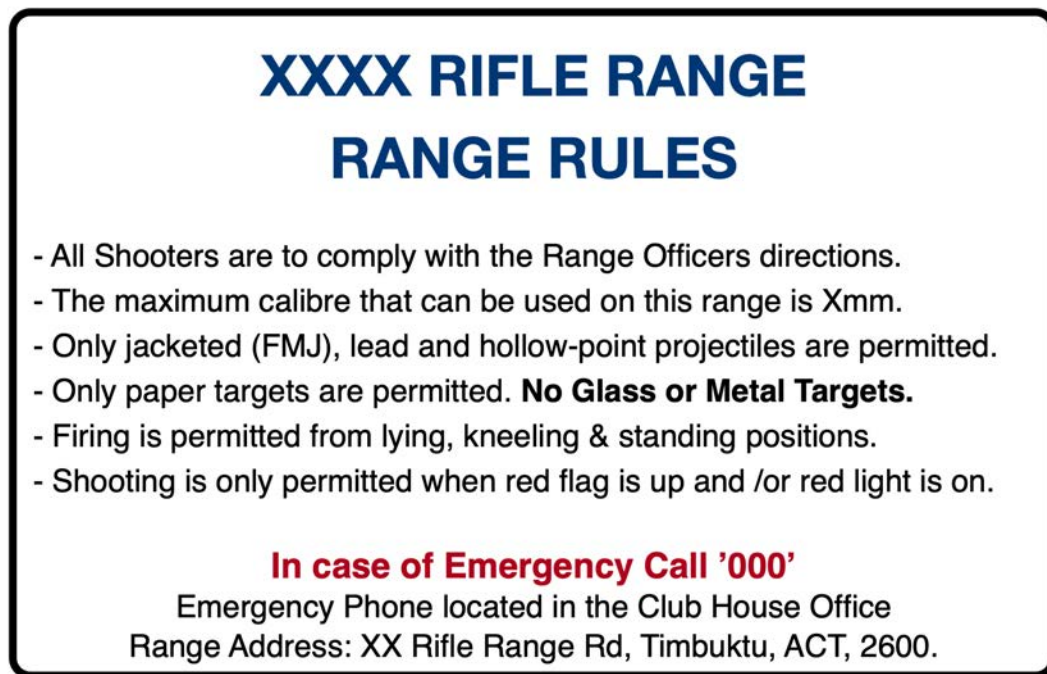 XXXX RIFLE RANGE
RANGE RULES
- All Shooters are to comply with the Range Officers directions.
- The maximum calibre that can be used on this range is Xmm.
- Only jacketed (FMJ), lead and hollow-point projectiles are permitted.
- Only paper targets are permitted. No Glass or Metal Targets.
- Firing is permitted from lying, kneeling & standing positions.
- Shooting is only permitted when red flag is up and /or red light is on.
In case of Emergency Call ’000’
Emergency Phone located in the Club House Office
Range Address: XX Rifle Range Rd, Timbuktu, ACT, 2600.